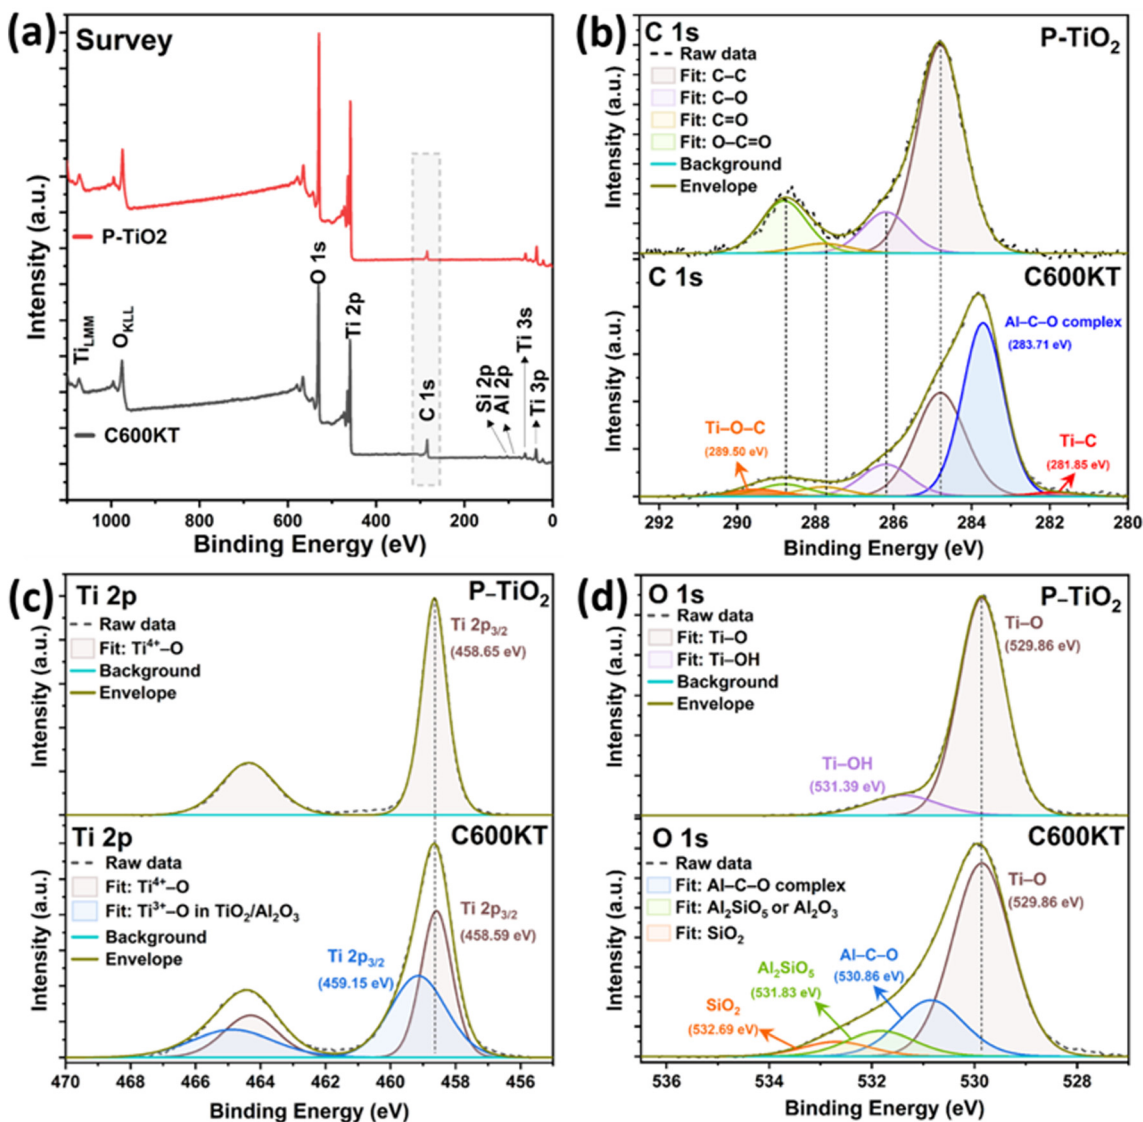 (a)
Survey
P-TiO2
C600KT
Ti_LMM
O_KLL
O 1s
Ti 2p
C 1s
Si 2p
Al 2p
Ti 3s
Ti 3p
Intensity (a.u.)
1000 800 600 400 200 0
Binding Energy (eV)
(b)
C 1s
P-TiO₂
Raw data
Fit: C–C
Fit: C–O
Fit: C=O
Fit: O–C=O
Background
Envelope
Intensity (a.u.)
C 1s
C600KT
Al–C–O complex
(283.71 eV)
Ti–O–C
(289.50 eV)
Ti–C
(281.85 eV)
Intensity (a.u.)
292 290 288 286 284 282 280
Binding Energy (eV)
(c)
Ti 2p
P–TiO₂
Raw data
Fit: Ti⁴⁺–O
Background
Envelope
Ti 2p₃/₂
(458.65 eV)
Intensity (a.u.)
Ti 2p
C600KT
Raw data
Fit: Ti⁴⁺–O
Fit: Ti³⁺–O in TiO₂/Al₂O₃
Background
Envelope
Ti 2p₃/₂
(458.59 eV)
Ti 2p₃/₂
(459.15 eV)
Intensity (a.u.)
470 468 466 464 462 460 458 456
Binding Energy (eV)
(d)
O 1s
P–TiO₂
Raw data
Fit: Ti–O
Fit: Ti–OH
Background
Envelope
Ti–O
(529.86 eV)
Ti–OH
(531.39 eV)
Intensity (a.u.)
O 1s
C600KT
Raw data
Fit: Al–C–O complex
Fit: Al₂SiO₅ or Al₂O₃
Fit: SiO₂
Ti–O
(529.86 eV)
Al–C–O
(530.86 eV)
Al₂SiO₅
(531.83 eV)
SiO₂
(532.69 eV)
Intensity (a.u.)
536 534 532 530 528
Binding Energy (eV)